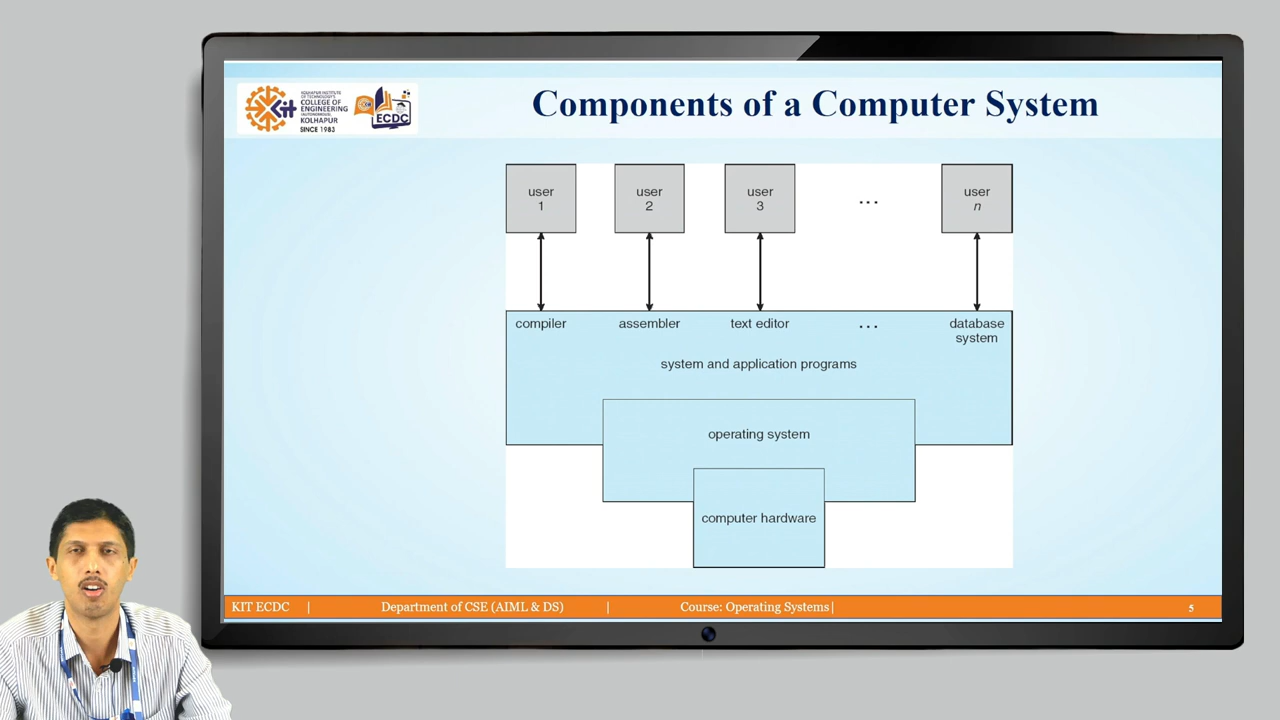 KOLHAPUR INSTITUTE
OF TECHNOLOGY'S
COLLEGE OF
ENGINEERING
(AUTONOMOUS),
KOLHAPUR
SINCE 1983
Kit
ECDC
Components of a Computer System
user
1
user
2
user
3
...
user
n
compiler
assembler
text editor
...
database
system
system and application programs
operating system
computer hardware
KIT ECDC | Department of CSE (AIML & DS) | Course: Operating Systems| 5